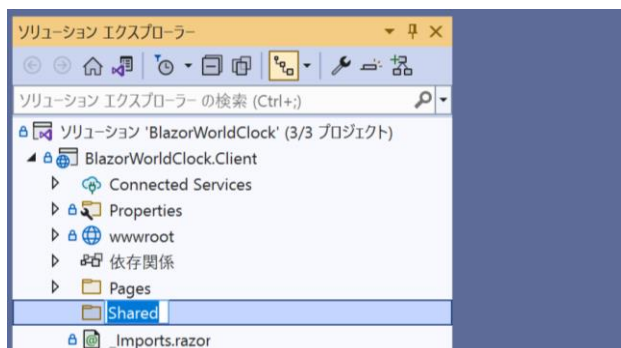 ソリューション エクスプローラー
ソリューション エクスプローラー の検索 (Ctrl+;)
ソリューション 'BlazorWorldClock' (3/3 プロジェクト)
BlazorWorldClock.Client
Connected Services
Properties
wwwroot
依存関係
Pages
Shared
_Imports.razor